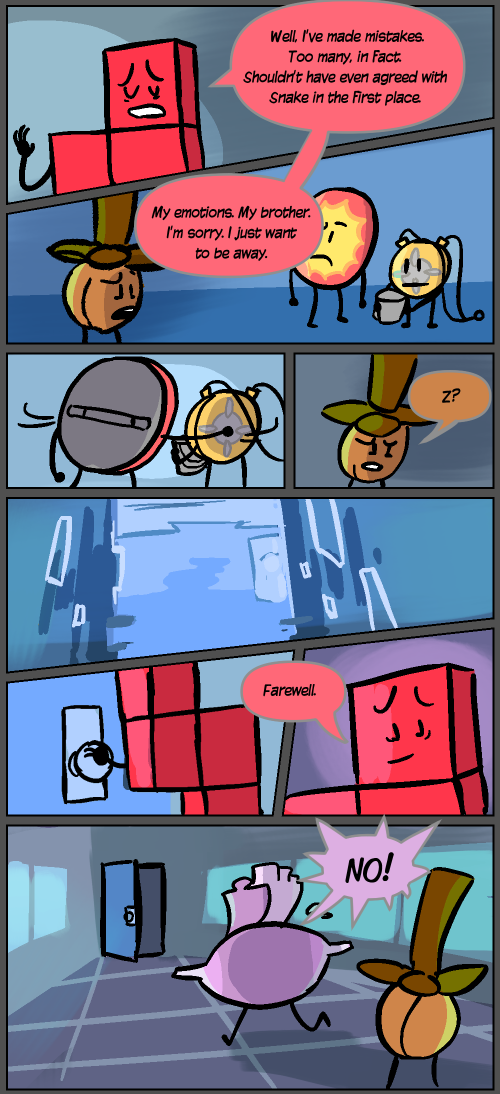 Well, I've made mistakes.
Too many, in Fact.
Shouldn't have even agreed with
Snake in the First place.
My emotions. My brother.
I'm sorry. I just want
to be away.
Z?
Farewell.
NO!